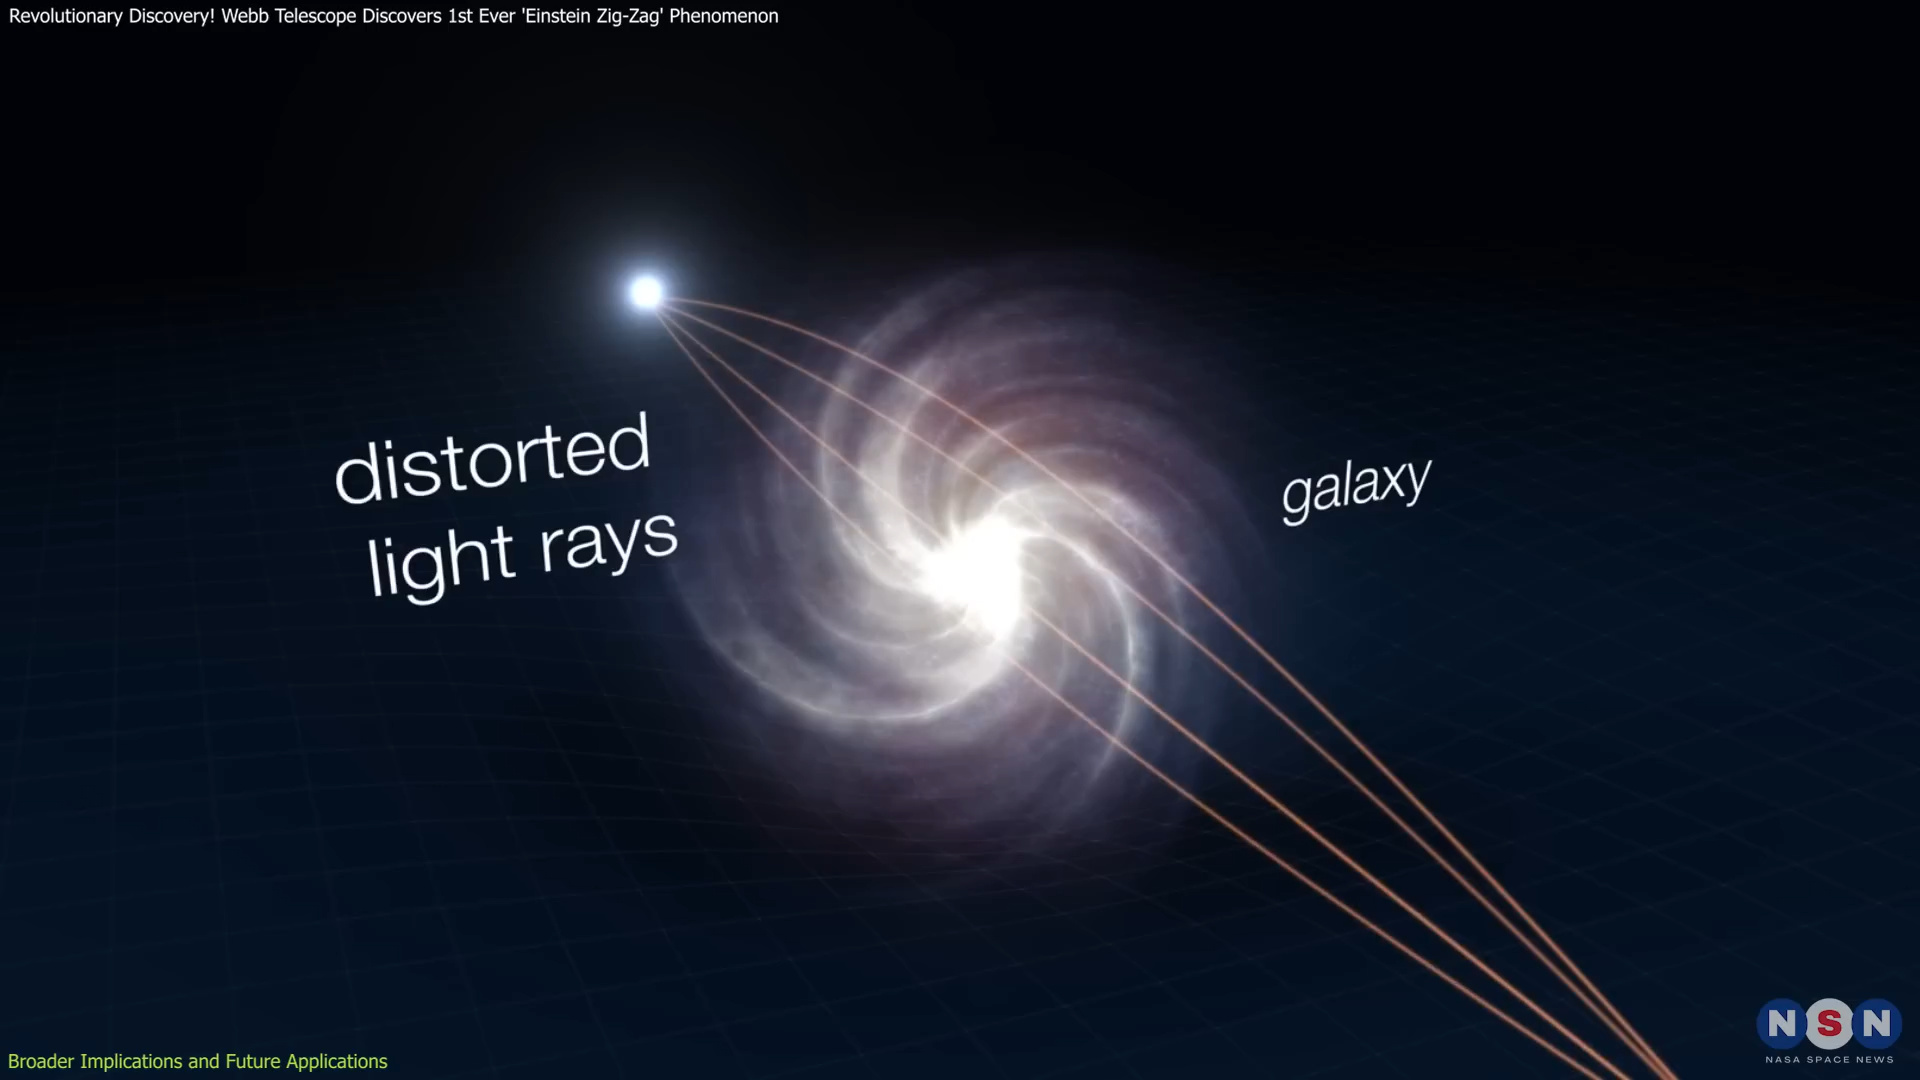 Revolutionary Discovery! Webb Telescope Discovers 1st Ever 'Einstein Zig-Zag' Phenomenon
distorted
light rays
galaxy
Broader Implications and Future Applications
NSN
NASA SPACE NEWS